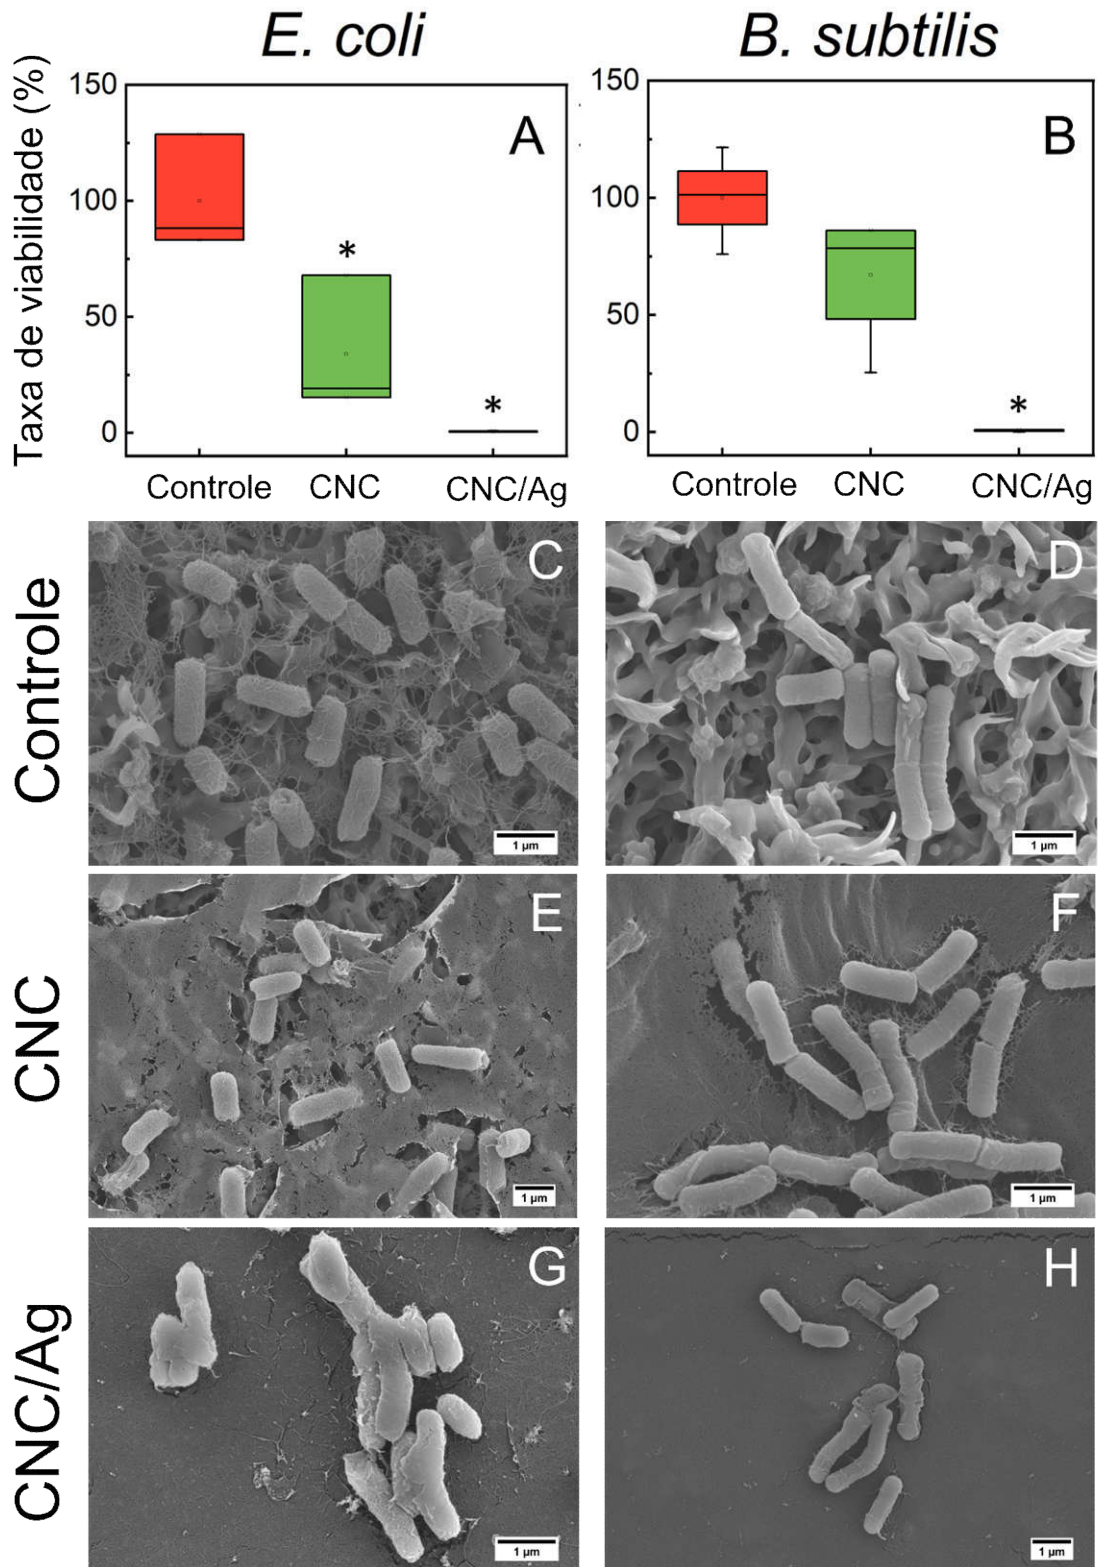 E. coli
B. subtilis
Taxa de viabilidade (%)
150
100
50
0
A
*
*
Controle
CNC
CNC/Ag
150
100
50
0
B
*
Controle
CNC
CNC/Ag
Controle
C
1 µm
D
1 µm
CNC
E
1 µm
F
1 µm
CNC/Ag
G
1 µm
H
1 µm